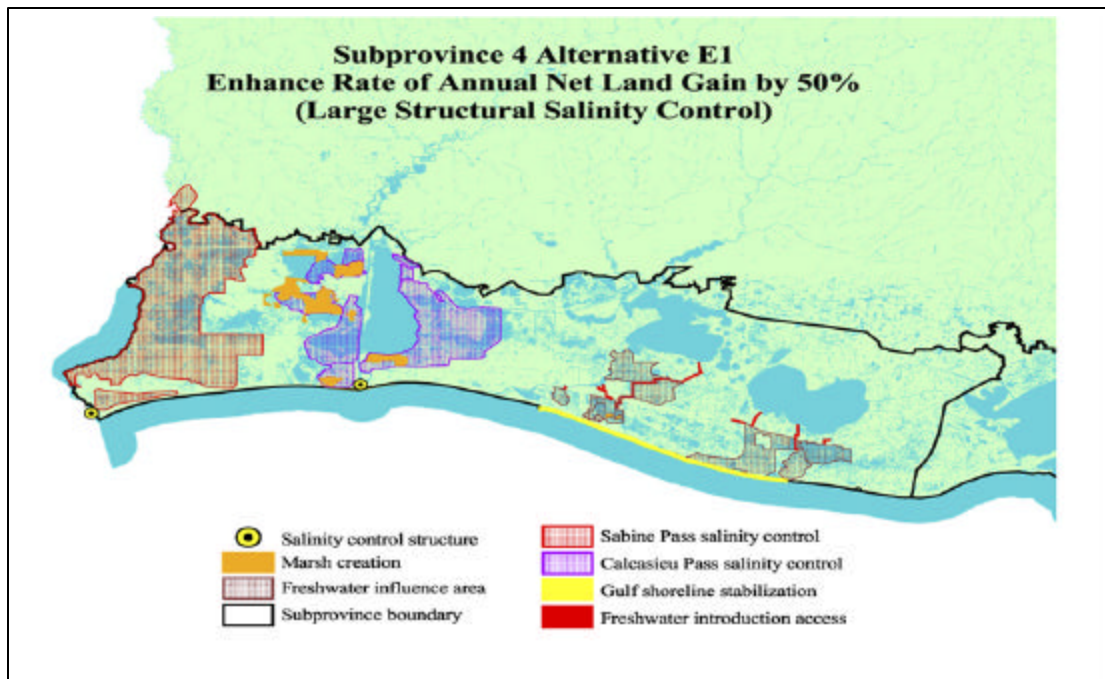 Subprovince 4 Alternative E1
Enhance Rate of Annual Net Land Gain by 50%
(Large Structural Salinity Control)
Salinity control structure
Marsh creation
Freshwater influence area
Subprovince boundary
Sabine Pass salinity control
Calcasieu Pass salinity control
Gulf shoreline stabilization
Freshwater introduction access